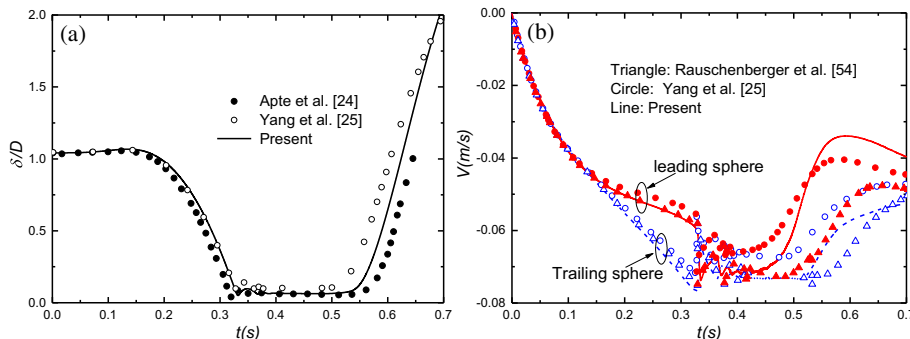 (a)
δ/D
2.0
1.5
1.0
0.5
0.0
0.0 0.1 0.2 0.3 0.4 0.5 0.6 0.7
t(s)
Apte et al. [24]
Yang et al. [25]
Present
(b)
V(m/s)
0.00
-0.02
-0.04
-0.06
-0.08
0.0 0.1 0.2 0.3 0.4 0.5 0.6 0.7
t(s)
Triangle: Rauschenberger et al. [54]
Circle: Yang et al. [25]
Line: Present
leading sphere
Trailing sphere